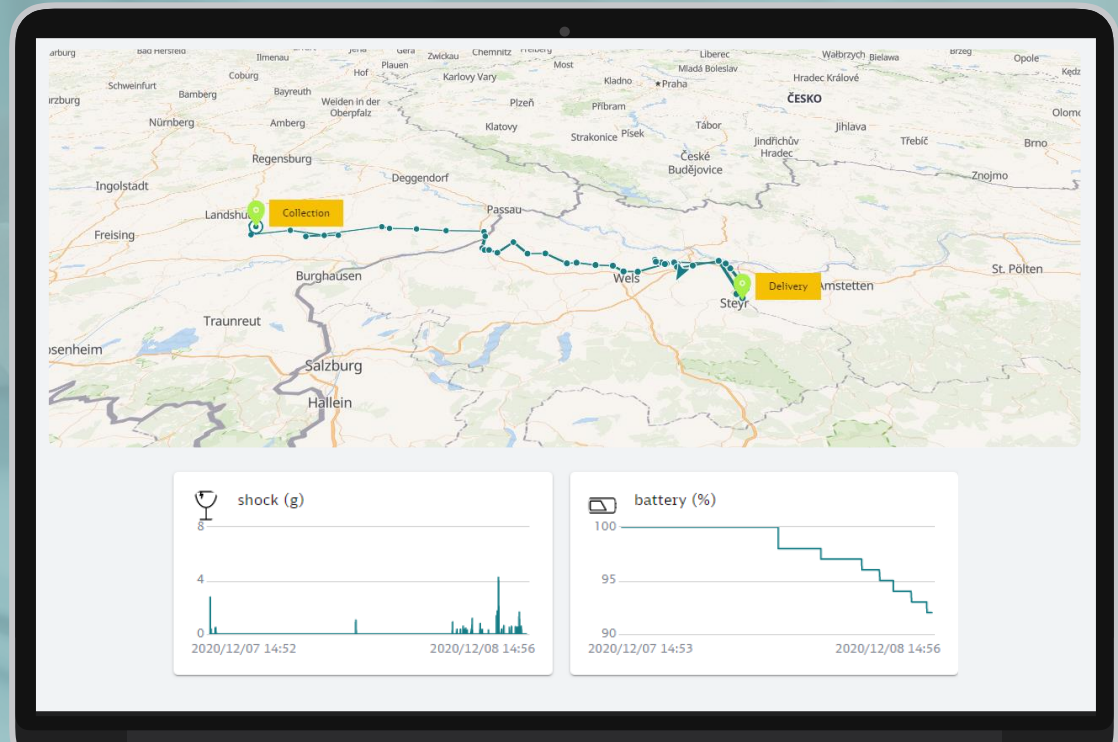 Bad Hersfeld
Ilmenau
Jena
Gera
Zwickau
Chemnitz
Freiberg
Liberec
Wałbrzych
Bielawa
Brzeg
Opole
Plauen
Most
Mladá Boleslav
Coburg
Hof
Karlovy Vary
Kladno
Praha
Hradec Králové
Schweinfurt
Bamberg
Bayreuth
Weiden in der
Oberpfalz
Plzeň
Příbram
ČESKO
Nürnberg
Amberg
Klatovy
Strakonice
Písek
Tábor
Jindřichův
Hradec
Jihlava
Třebíč
Brno
Regensburg
České
Budějovice
Deggendorf
Znojmo
Ingolstadt
Landshu
Collection
Passau
Freising
Burghausen
Wels
Delivery
Amstetten
St. Pölten
Steyr
Traunreut
Salzburg
Hallein
shock (g)
8
4
0
2020/12/07 14:52
2020/12/08 14:56
battery (%)
100
95
90
2020/12/07 14:53
2020/12/08 14:56